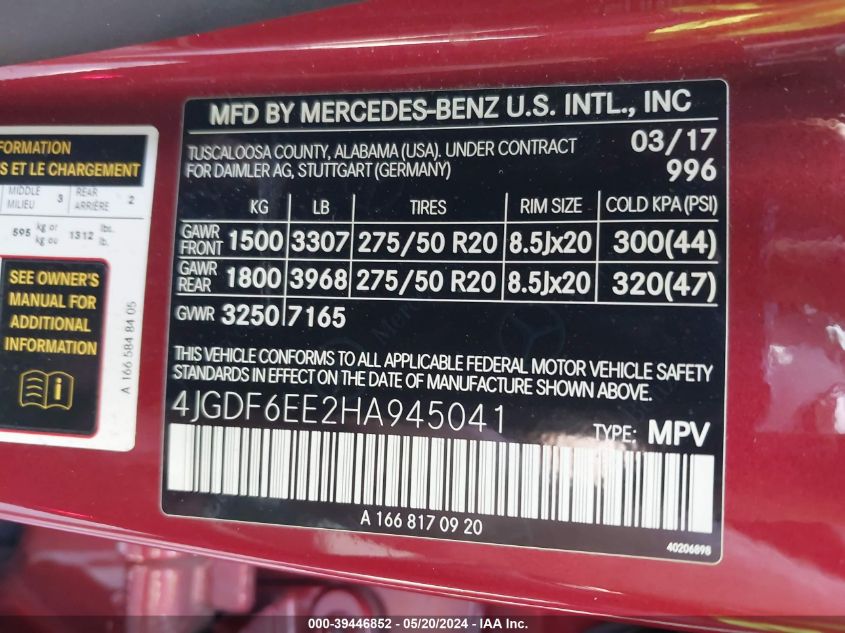 FORMATION
S ET LE CHARGEMENT
MIDDLE
MILIEU 3 REAR
ARRIÈRE 2
595 kg or
kg ou 1312 lbs.
lb.
SEE OWNER'S
MANUAL FOR
ADDITIONAL
INFORMATION
i
A 166 584 84 05
MFD BY MERCEDES-BENZ U.S. INTL., INC
TUSCALOOSA COUNTY, ALABAMA (USA). UNDER CONTRACT 03/17
FOR DAIMLER AG, STUTTGART (GERMANY) 996
KG LB TIRES RIM SIZE COLD KPA (PSI)
GAWR
FRONT 1500 3307 275/50 R20 8.5Jx20 300(44)
GAWR
REAR 1800 3968 275/50 R20 8.5Jx20 320(47)
GVWR 3250 7165
THIS VEHICLE CONFORMS TO ALL APPLICABLE FEDERAL MOTOR VEHICLE SAFETY
STANDARDS IN EFFECT ON THE DATE OF MANUFACTURE SHOWN ABOVE.
4JGDF6EE2HA945041 TYPE: MPV
A 166 817 09 20
40206898
000-39446852 - 05/20/2024 - IAA Inc.